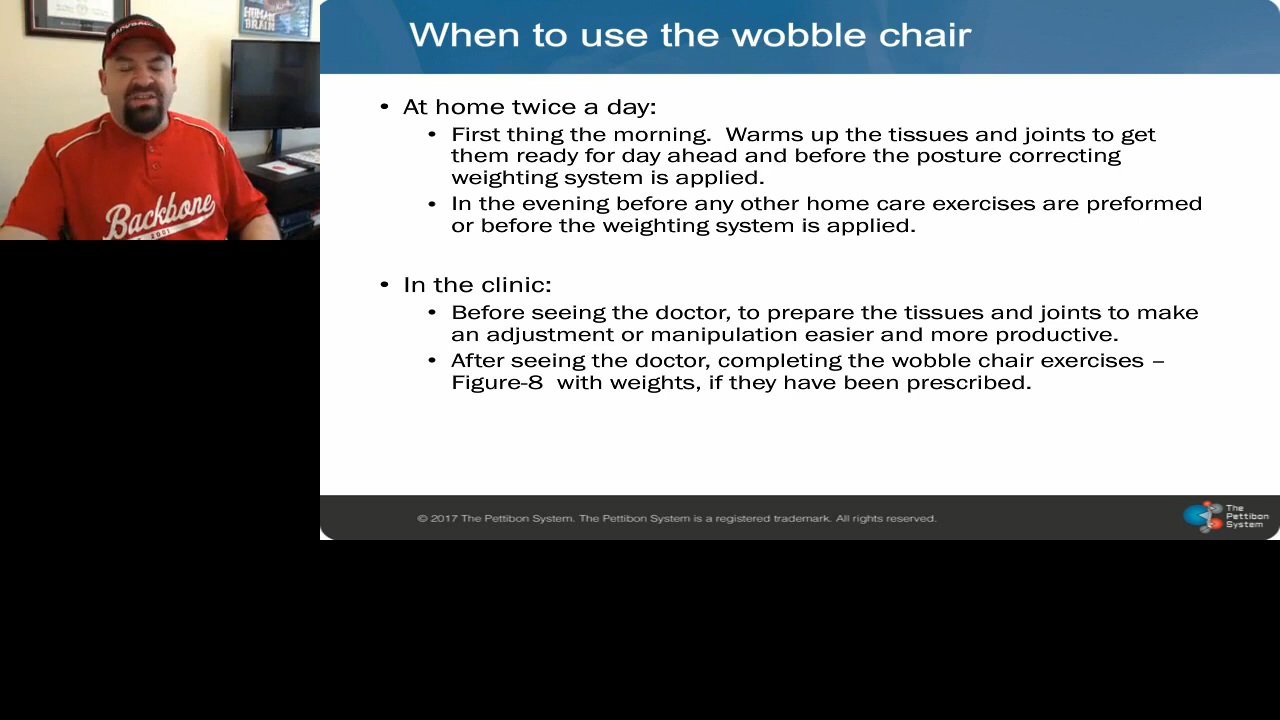 HUMAN
BRAIN
BACKBONE
Backbone
2001
When to use the wobble chair
• At home twice a day:
• First thing the morning.  Warms up the tissues and joints to get
them ready for day ahead and before the posture correcting
weighting system is applied.
• In the evening before any other home care exercises are preformed
or before the weighting system is applied.
• In the clinic:
• Before seeing the doctor, to prepare the tissues and joints to make
an adjustment or manipulation easier and more productive.
• After seeing the doctor, completing the wobble chair exercises –
Figure-8  with weights, if they have been prescribed.
© 2017 The Pettibon System. The Pettibon System is a registered trademark. All rights reserved.
The
Pettibon
System